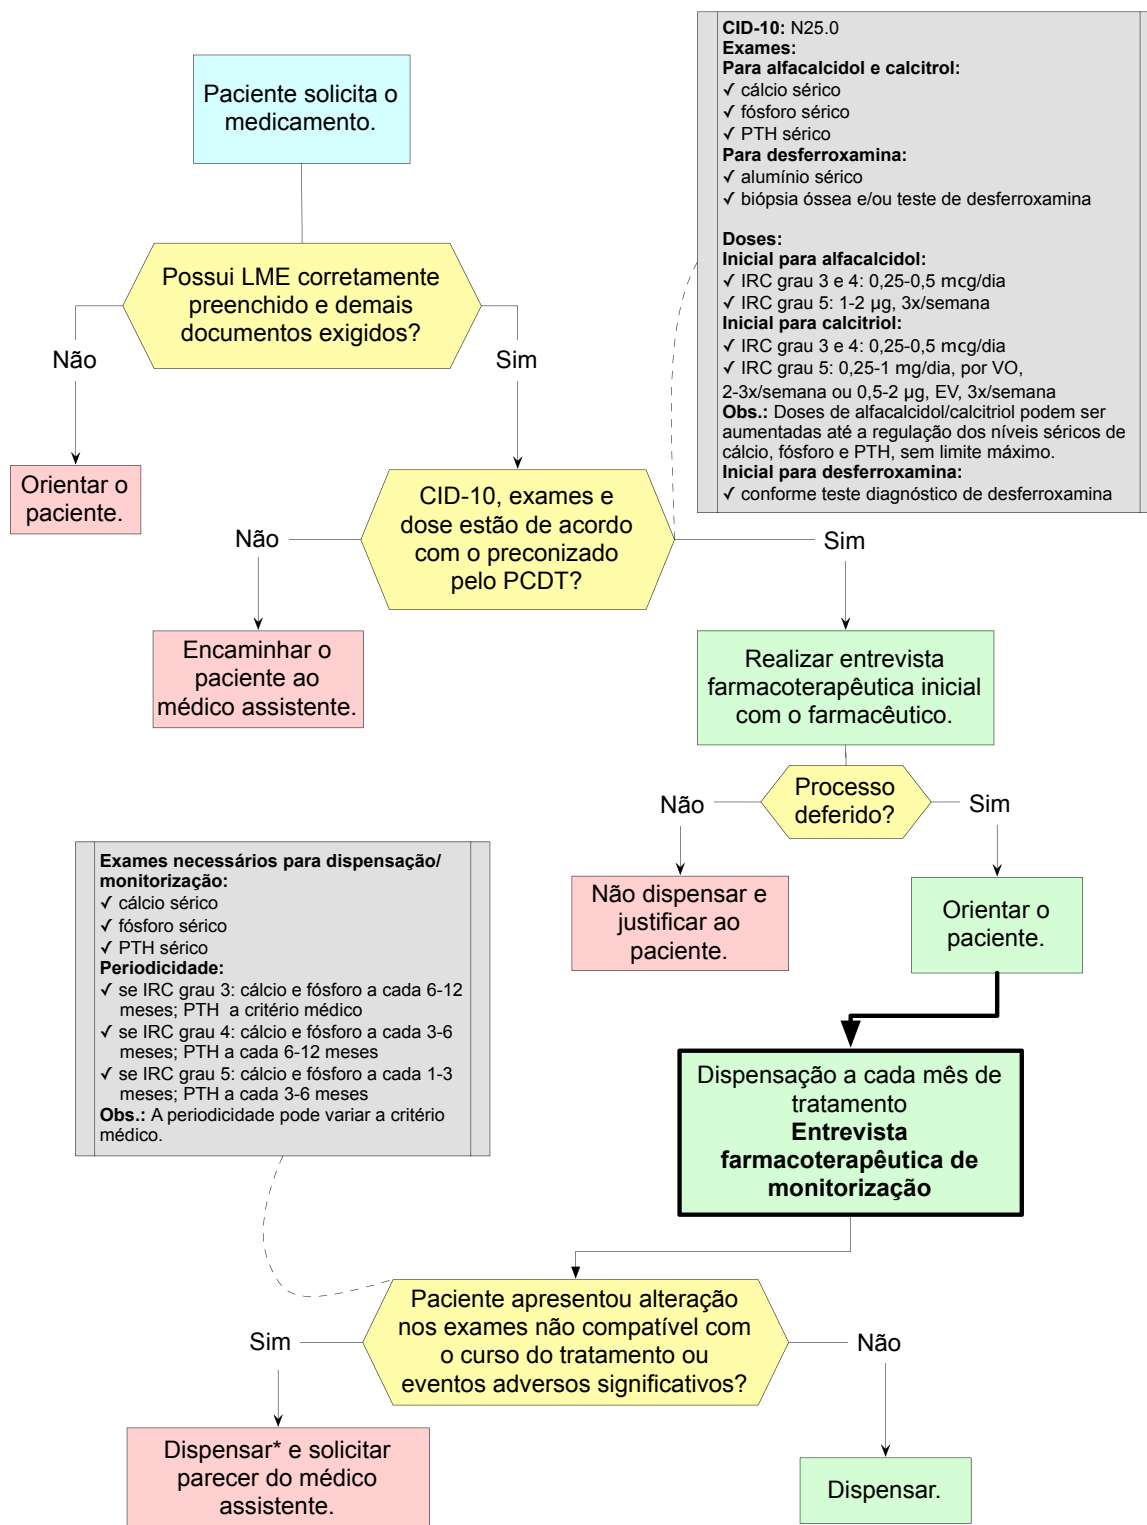 Paciente solicita o
medicamento.
CID-10: N25.0
Exames:
Para alfacalcidol e calcitrol:
✓ cálcio sérico
✓ fósforo sérico
✓ PTH sérico
Para desferroxamina:
✓ alumínio sérico
✓ biópsia óssea e/ou teste de desferroxamina
Doses:
Inicial para alfacalcidol:
✓ IRC grau 3 e 4: 0,25-0,5 mcg/dia
✓ IRC grau 5: 1-2 µg, 3x/semana
Inicial para calcitriol:
✓ IRC grau 3 e 4: 0,25-0,5 mcg/dia
✓ IRC grau 5: 0,25-1 mg/dia, por VO,
2-3x/semana ou 0,5-2 µg, EV, 3x/semana
Obs.: Doses de alfacalcidol/calcitriol podem ser
aumentadas até a regulação dos níveis séricos de
cálcio, fósforo e PTH, sem limite máximo.
Inicial para desferroxamina:
✓ conforme teste diagnóstico de desferroxamina
Possui LME corretamente
preenchido e demais
documentos exigidos?
Não
Sim
Orientar o
paciente.
CID-10, exames e
dose estão de acordo
com o preconizado
pelo PCDT?
Não
Sim
Encaminhar o
paciente ao
médico assistente.
Realizar entrevista
farmacoterapêutica inicial
com o farmacêutico.
Processo
deferido?
Não
Sim
Não dispensar e
justificar ao
paciente.
Orientar o
paciente.
Exames necessários para dispensação/
monitorização:
✓ cálcio sérico
✓ fósforo sérico
✓ PTH sérico
Periodicidade:
✓ se IRC grau 3: cálcio e fósforo a cada 6-12
meses; PTH a critério médico
✓ se IRC grau 4: cálcio e fósforo a cada 3-6
meses; PTH a cada 6-12 meses
✓ se IRC grau 5: cálcio e fósforo a cada 1-3
meses; PTH a cada 3-6 meses
Obs.: A periodicidade pode variar a critério
médico.
Dispensação a cada mês de
tratamento
Entrevista
farmacoterapêutica de
monitorização
Paciente apresentou alteração
nos exames não compatível com
o curso do tratamento ou
eventos adversos significativos?
Sim
Não
Dispensar* e solicitar
parecer do médico
assistente.
Dispensar.